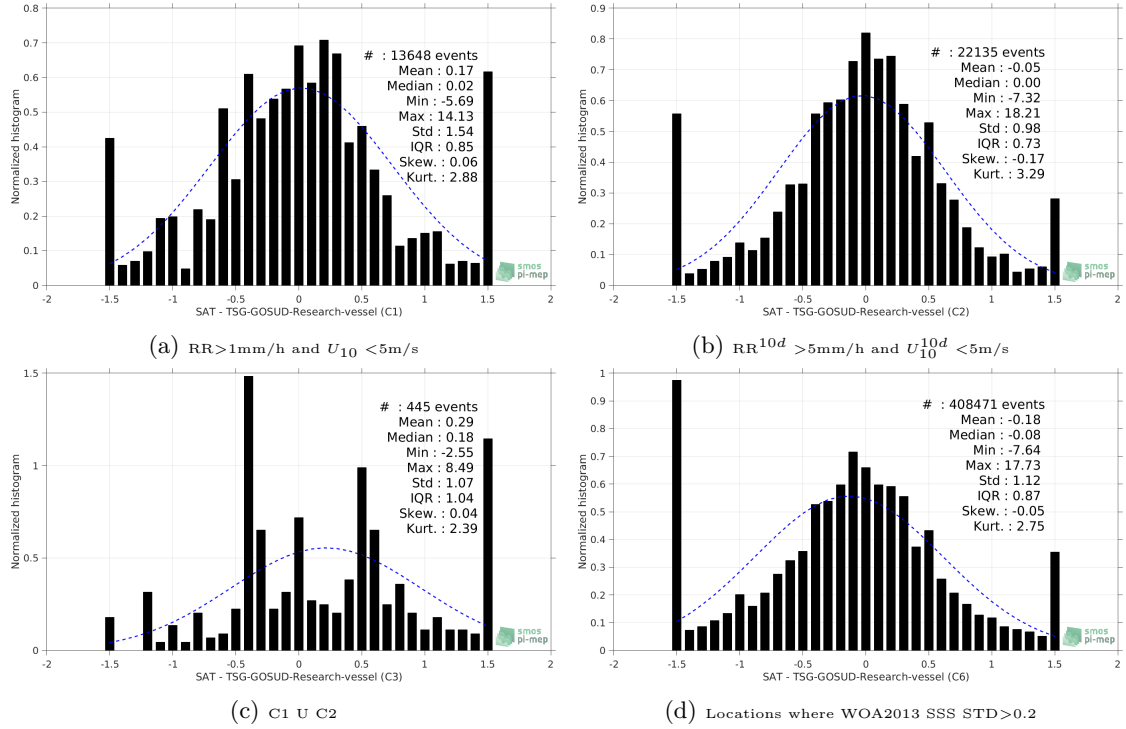 0.8
0.7
0.6
0.5
0.4
0.3
0.2
0.1
0
Normalized histogram
# : 13648 events
Mean : 0.17
Median : 0.02
Min : -5.69
Max : 14.13
Std : 1.54
IQR : 0.85
Skew. : 0.06
Kurt. : 2.88
smos
pi-mep
-2 -1.5 -1 -0.5 0 0.5 1 1.5 2
SAT - TSG-GOSUD-Research-vessel (C1)
(a) RR>1mm/h and U10 <5m/s
0.9
0.8
0.7
0.6
0.5
0.4
0.3
0.2
0.1
0
Normalized histogram
# : 22135 events
Mean : -0.05
Median : 0.00
Min : -7.32
Max : 18.21
Std : 0.98
IQR : 0.73
Skew. : -0.17
Kurt. : 3.29
smos
pi-mep
-2 -1.5 -1 -0.5 0 0.5 1 1.5 2
SAT - TSG-GOSUD-Research-vessel (C2)
(b) RR10d >5mm/h and U10d10 <5m/s
1.5
1
0.5
0
Normalized histogram
# : 445 events
Mean : 0.29
Median : 0.18
Min : -2.55
Max : 8.49
Std : 1.07
IQR : 1.04
Skew. : 0.04
Kurt. : 2.39
smos
pi-mep
-2 -1.5 -1 -0.5 0 0.5 1 1.5 2
SAT - TSG-GOSUD-Research-vessel (C3)
(c) C1 U C2
1
0.9
0.8
0.7
0.6
0.5
0.4
0.3
0.2
0.1
0
Normalized histogram
# : 408471 events
Mean : -0.18
Median : -0.08
Min : -7.64
Max : 17.73
Std : 1.12
IQR : 0.87
Skew. : -0.05
Kurt. : 2.75
smos
pi-mep
-2 -1.5 -1 -0.5 0 0.5 1 1.5 2
SAT - TSG-GOSUD-Research-vessel (C6)
(d) Locations where WOA2013 SSS STD>0.2